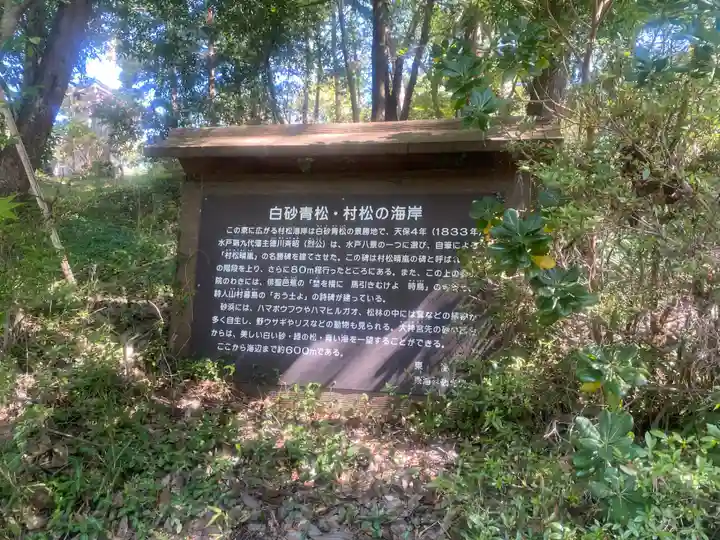 白砂青松・村松の海岸
この東に広がる村松海岸は白砂青松の景勝地で、天保4年(1833年
水戸第九代藩主徳川斉昭(烈公)は、水戸八景の一つに選び、自筆によ
「村松晴嵐」の名勝碑を建てさせた。この碑は村松晴嵐の碑と呼ば
の階段を上り、さらに80m程行ったところにある。また、この上の
院のわきには、俳聖芭蕉の「野を横に 馬引きむけよ 時鳥」の
詩人山村暮鳥の「おう土よ」の詩碑が建っている。
砂浜には、ハマボウフウやハマヒルガオ、松林の中には
多く自生し、野ウサギやリスなどの動物も見られる。大神宮先の砂
からは、美しい白い砂・緑の松・青い海を一望することができる。
ここから海辺まで約600mである。
東